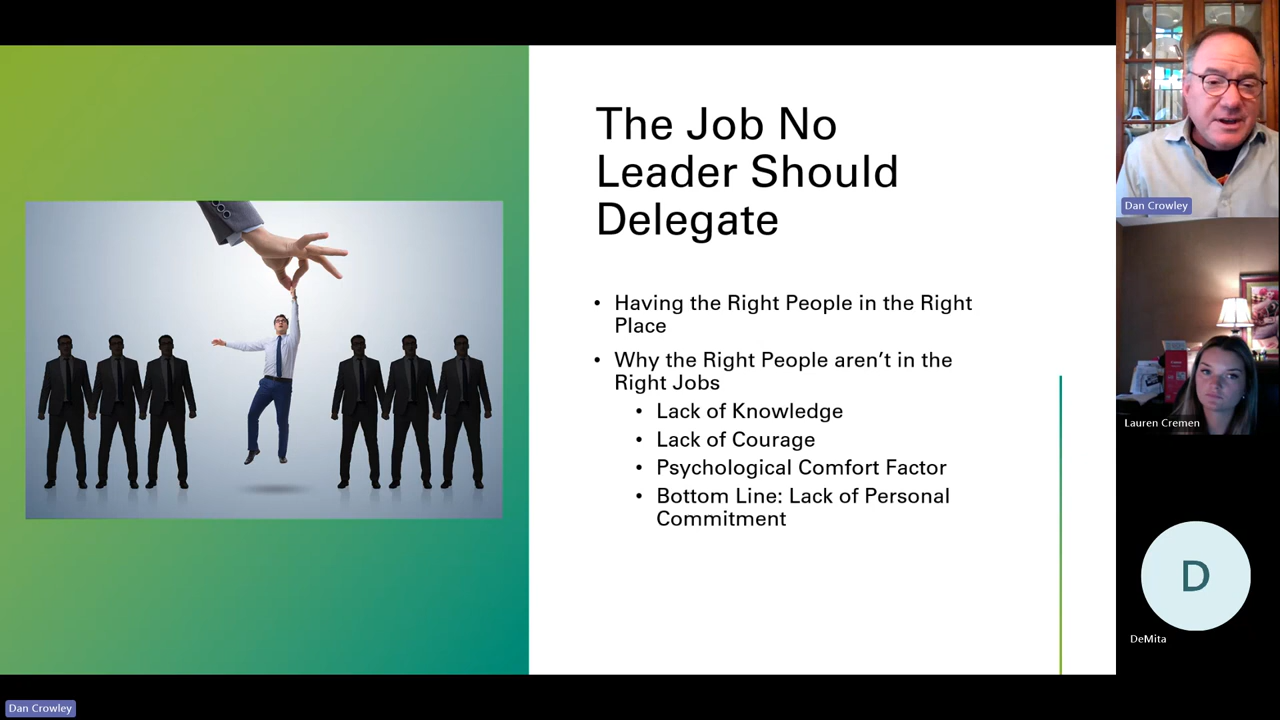 The Job No
Leader Should
Delegate
• Having the Right People in the Right
Place
• Why the Right People aren’t in the
Right Jobs
• Lack of Knowledge
• Lack of Courage
• Psychological Comfort Factor
• Bottom Line: Lack of Personal
Commitment
Dan Crowley
Lauren Cremen
D
DeMita
Dan Crowley